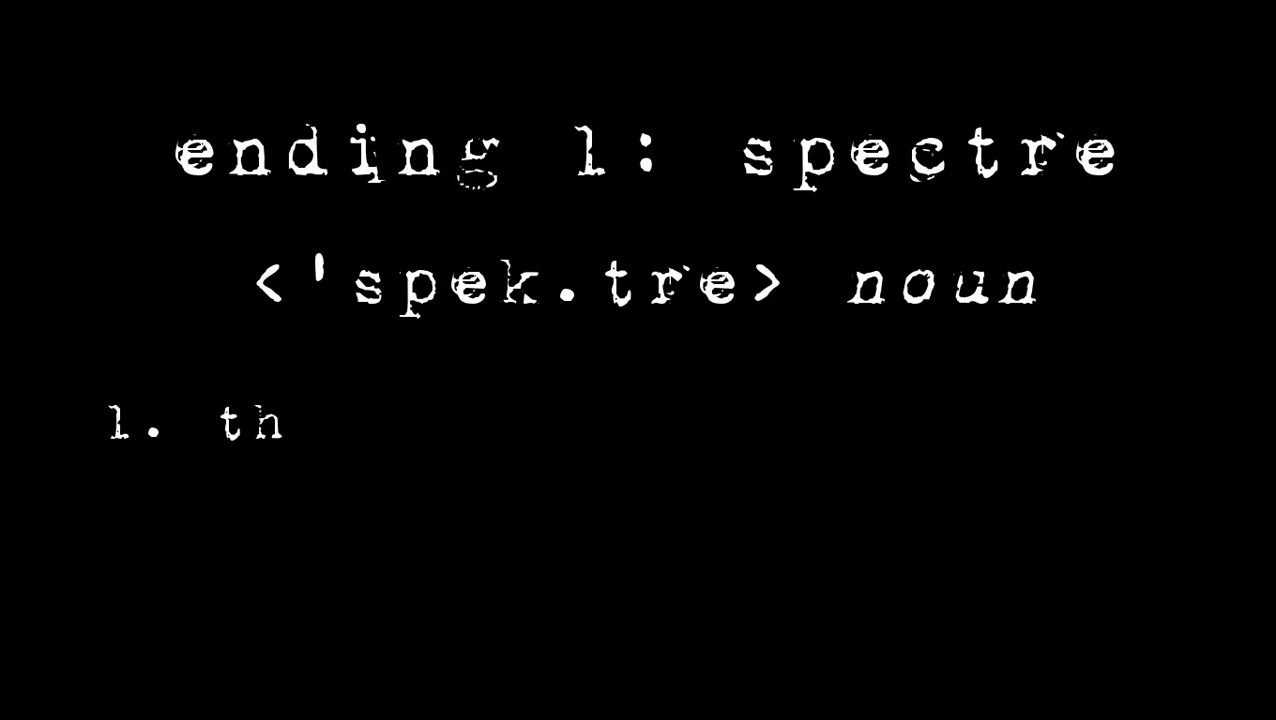 ending 1: spectre
<'spek.tre> noun
1. th